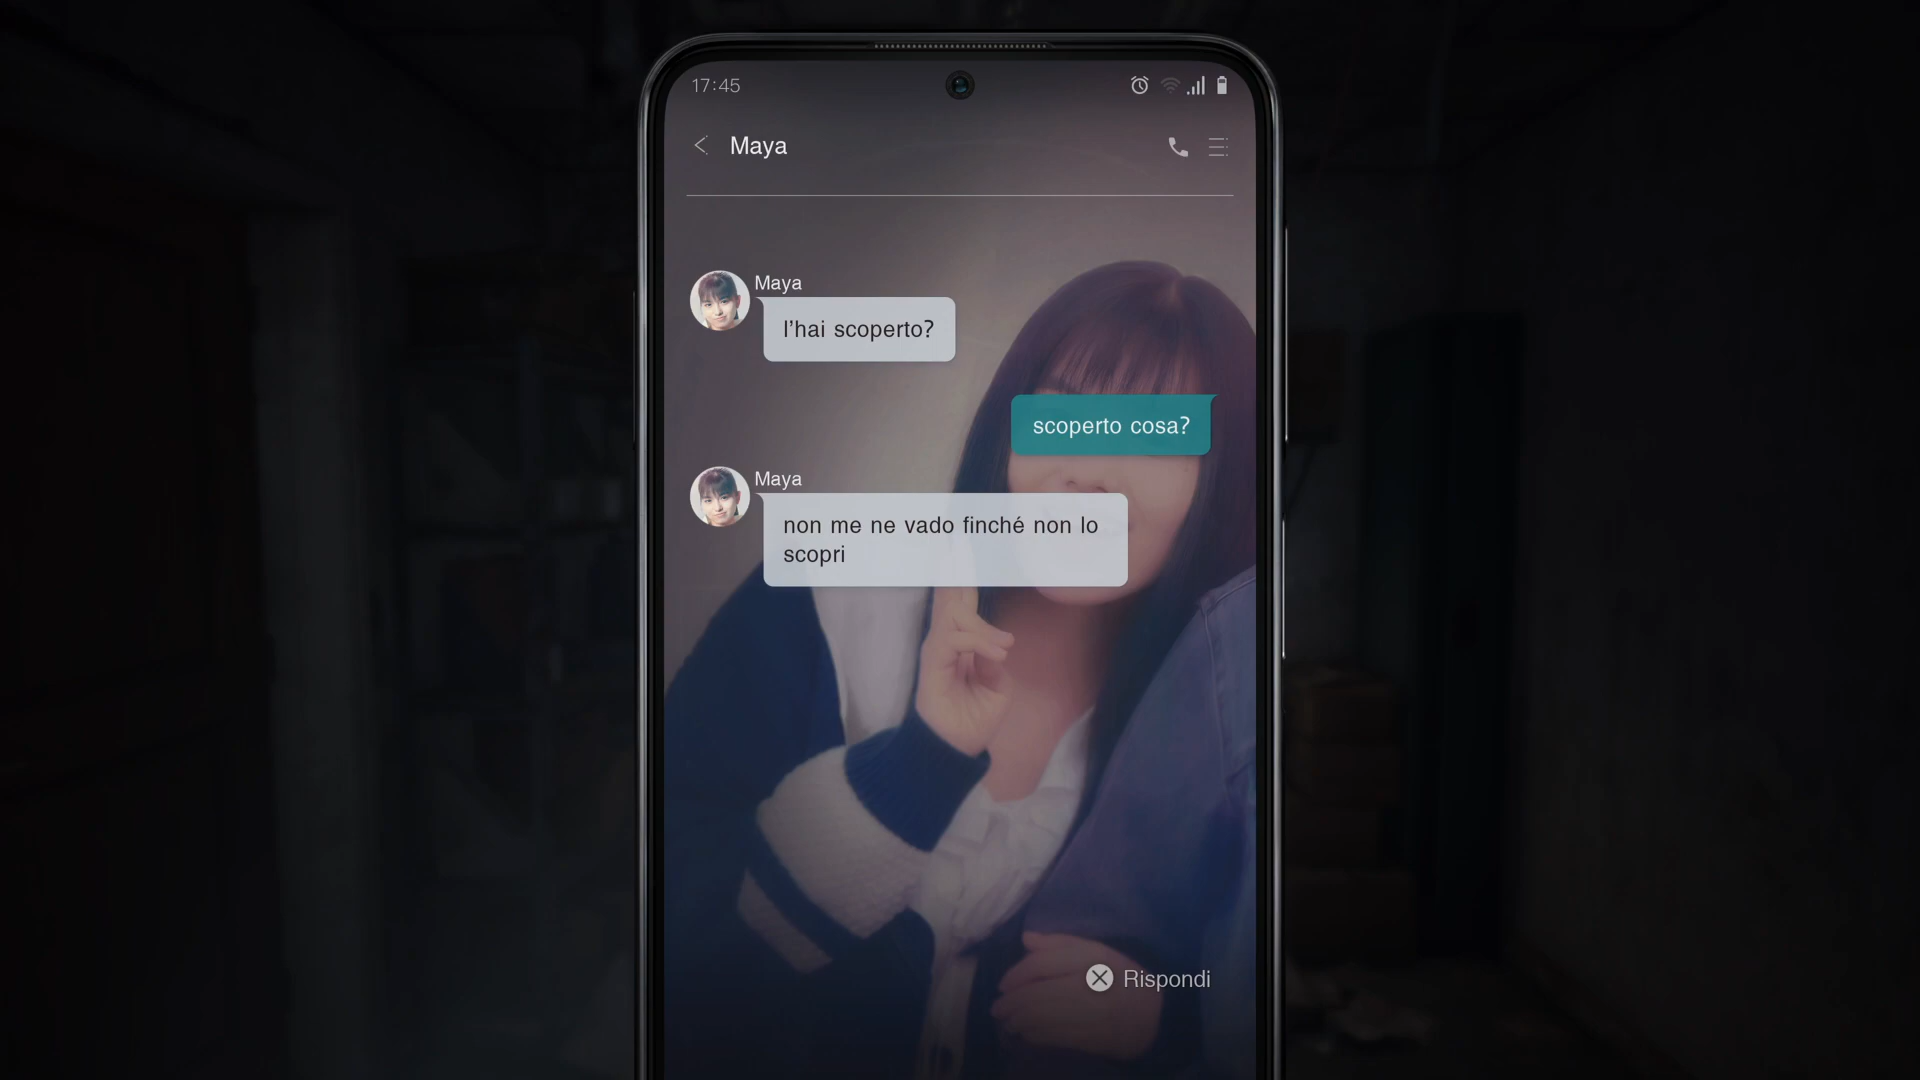 17:45
Maya
Maya
l'hai scoperto?
scoperto cosa?
Maya
non me ne vado finché non lo
scopri
Rispondi